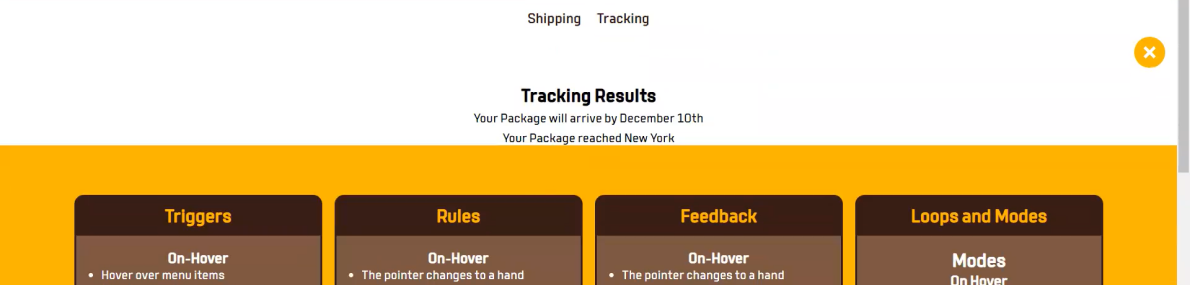 Shipping Tracking
Tracking Results
Your Package will arrive by December 10th
Your Package reached New York
Triggers
On-Hover
• Hover over menu items
Rules
On-Hover
• The pointer changes to a hand
Feedback
On-Hover
• The pointer changes to a hand
Loops and Modes
Modes
On Hover